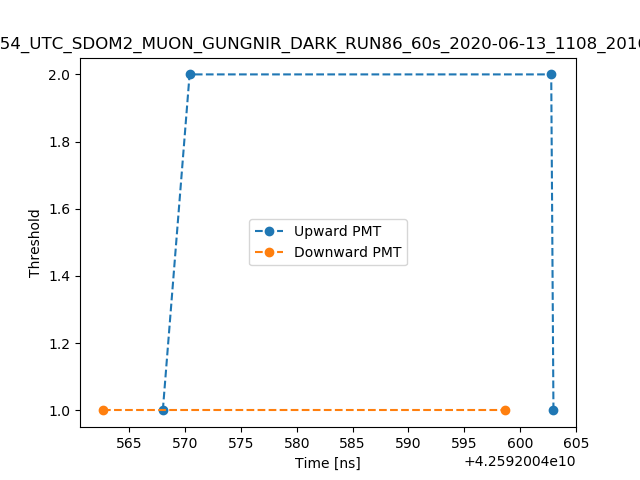 54_UTC_SDOM2_MUON_GUNGNIR_DARK_RUN86_60s_2020-06-13_1108_2016
2.0
1.8
1.6
1.4
1.2
1.0
Threshold
Upward PMT
Downward PMT
565 570 575 580 585 590 595 600 605
Time [ns]
+4.2592004e10